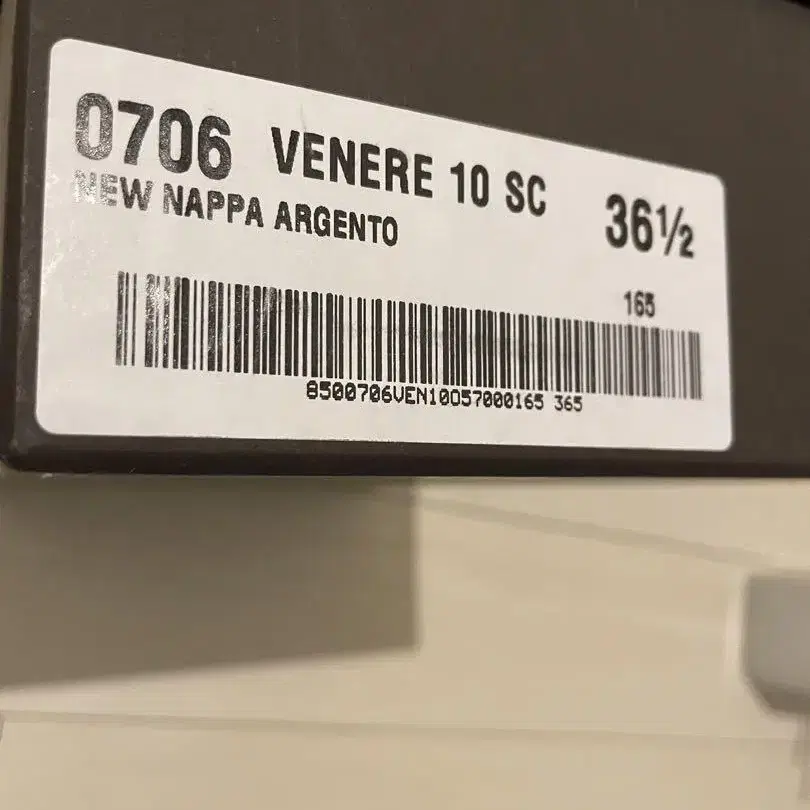 0706 VENERE 10 SC 36½
NEW NAPPA ARGENTO
165
8500706VEN10057000165 365